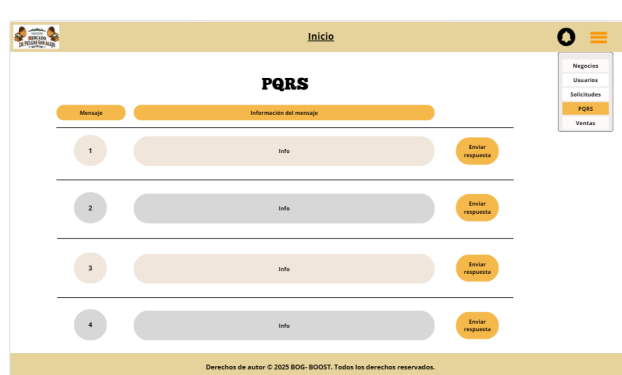 MERCADO
Inicio
Negocios
Usuarios
Solicitudes
PQRS
Ventas
PQRS
Mensaje
Información del mensaje
1
Info
Enviar
respuesta
2
Info
Enviar
respuesta
3
Info
Enviar
respuesta
4
Info
Enviar
respuesta
Derechos de autor © 2025 BOG- BOOST. Todos los derechos reservados.